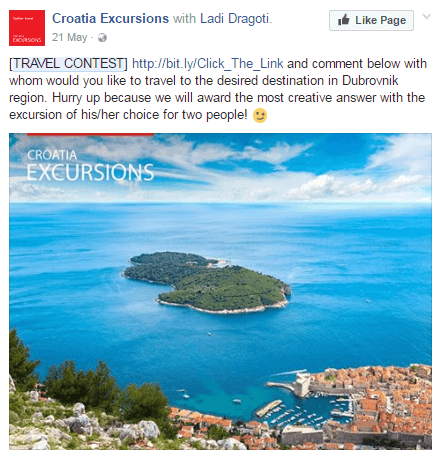 Croatia Excursions with Ladi Dragoti.
21 May ·
Like Page
[TRAVEL CONTEST] http://bit.ly/Click_The_Link and comment below with
whom would you like to travel to the desired destination in Dubrovnik
region. Hurry up because we will award the most creative answer with the
excursion of his/her choice for two people!
CROATIA
EXCURSIONS